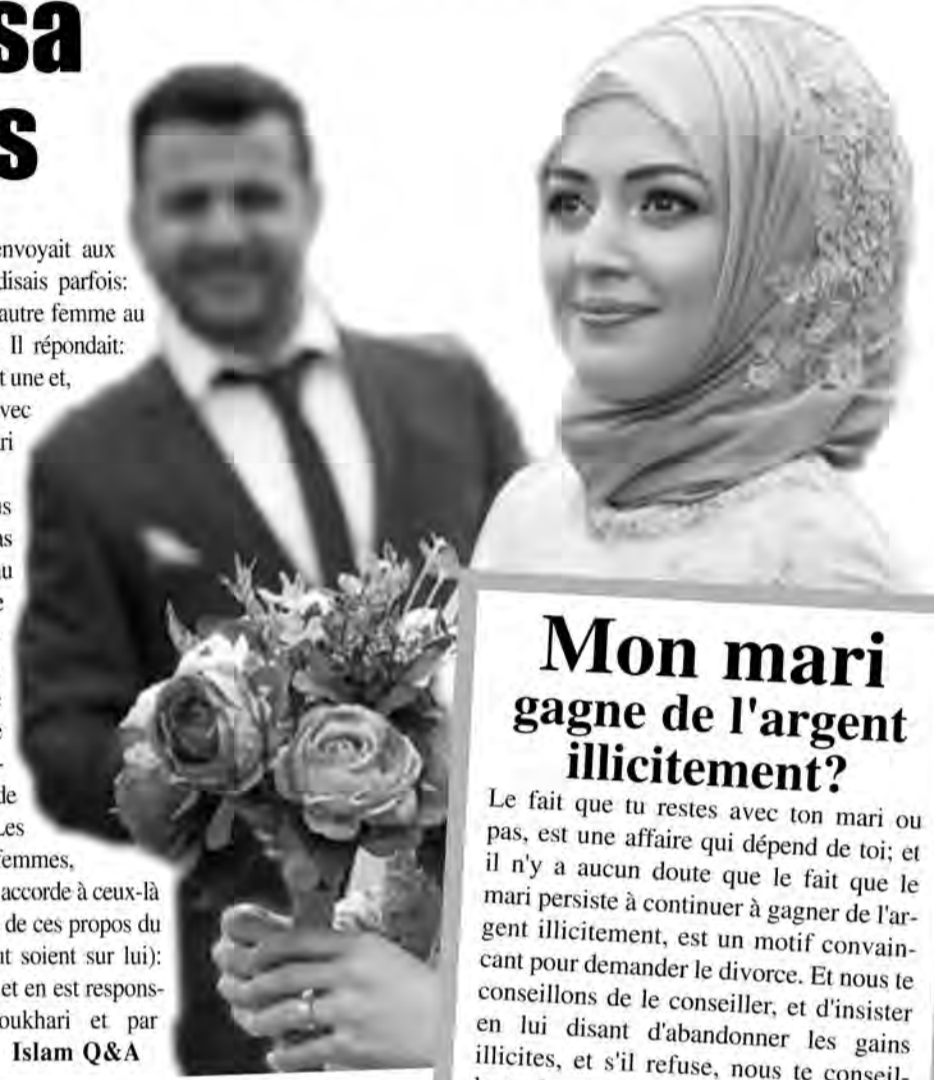 sa
s
envoyait aux
disais parfois:
autre femme au
Il répondait:
t une et,
vec
ri
de
Les
femmes,
accorde à ceux-là
de ces propos du
ut soient sur lui):
et en est respons-
oukhari et par
Islam Q&A
Mon mari
gagne de l'argent
illicitement?
Le fait que tu restes avec ton mari ou
pas, est une affaire qui dépend de toi; et
il n'y a aucun doute que le fait que le
mari persiste à continuer à gagner de l'ar-
gent illicitement, est un motif convain-
cant pour demander le divorce. Et nous te
conseillons de le conseiller, et d'insister
en lui disant d'abandonner les gains
illicites, et s'il refuse, nous te conseil-